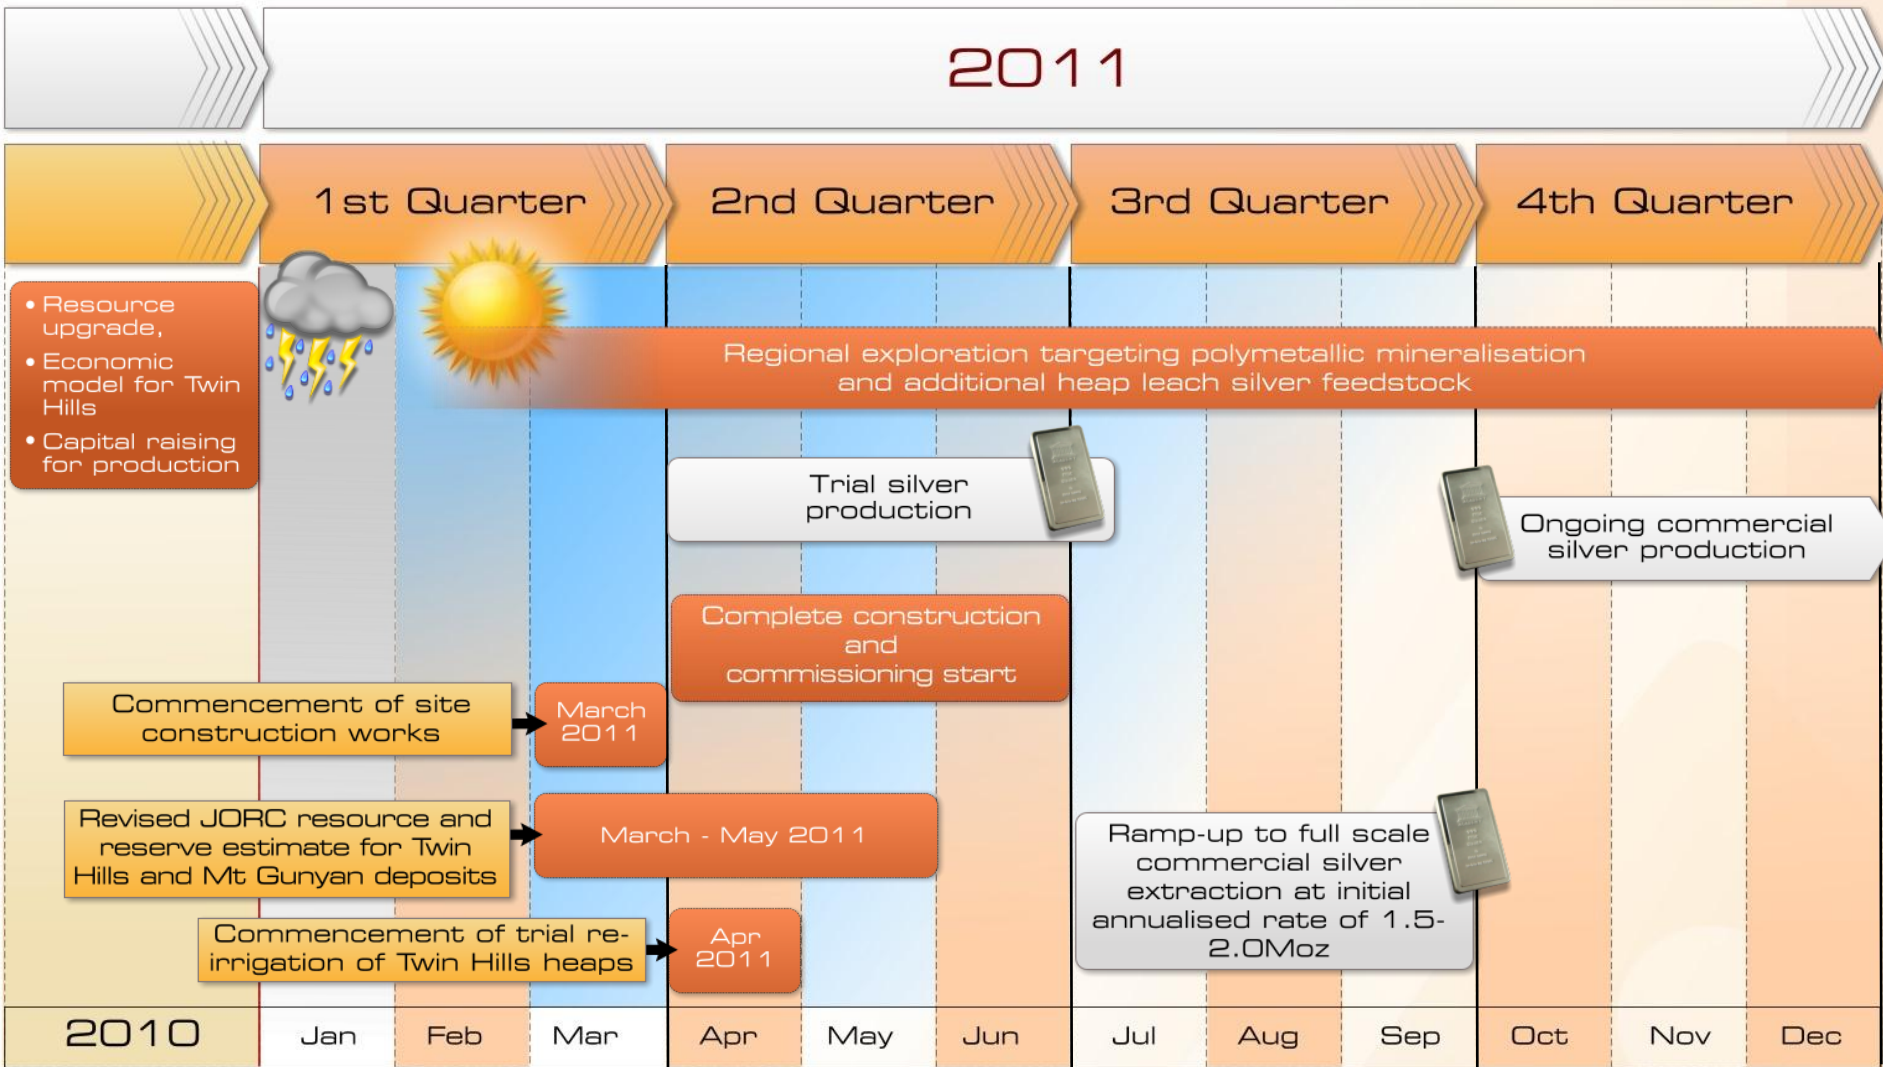 2011
1st Quarter
2nd Quarter
3rd Quarter
4th Quarter
• Resource
upgrade,
• Economic
model for Twin
Hills
• Capital raising
for production
Regional exploration targeting polymetallic mineralisation
and additional heap leach silver feedstock
Trial silver
production
Ongoing commercial
silver production
Complete construction
and
commissioning start
Commencement of site
construction works
March
2011
Revised JORC resource and
reserve estimate for Twin
Hills and Mt Gunyan deposits
March - May 2011
Ramp-up to full scale
commercial silver
extraction at initial
annualised rate of 1.5-
2.0Moz
Commencement of trial re-
irrigation of Twin Hills heaps
Apr
2011
2010
Jan
Feb
Mar
Apr
May
Jun
Jul
Aug
Sep
Oct
Nov
Dec